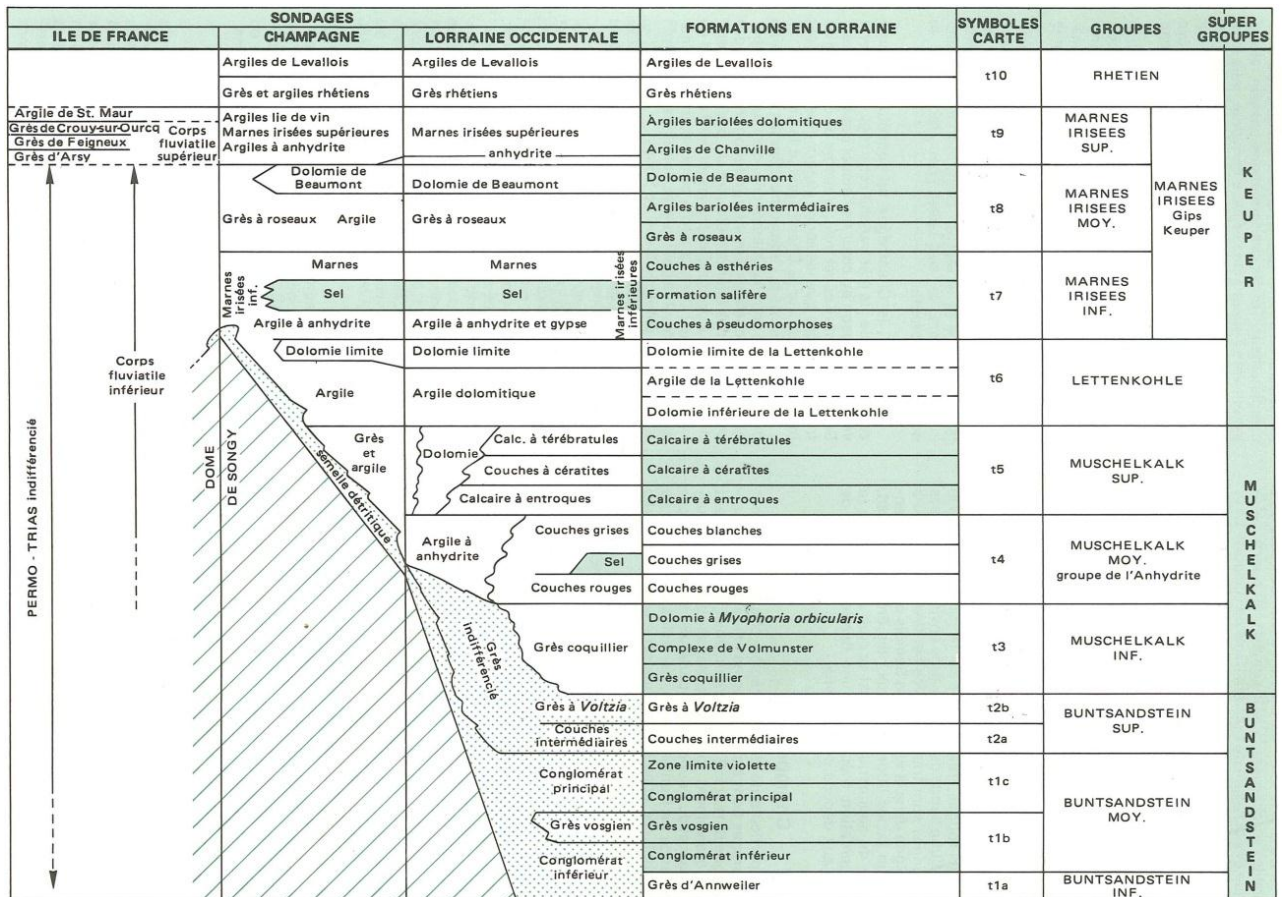 SONDAGES
FORMATIONS EN LORRAINE
SYMBOLES
CARTE
GROUPES
SUPER
GROUPES
ILE DE FRANCE
CHAMPAGNE
LORRAINE OCCIDENTALE
Argiles de Levallois
Argiles de Levallois
Argiles de Levallois
t10
RHETIEN
Grès et argiles rhétiens
Grès rhétiens
Grès rhétiens
Argile de St. Maur
Grès de Crouy-sur-Ourcq
Grès de Feigneux
Grès d'Arsy
Corps
fluviatile
supérieur
Argiles lie de vin
Marnes irisées supérieures
Argiles à anhydrite
Marnes irisées supérieures
anhydrite
Argiles bariolées dolomitiques
Argiles de Chanville
t9
MARNES
IRISEES
SUP.
Dolomie de
Beaumont
Dolomie de Beaumont
Dolomie de Beaumont
Grès à roseaux Argile
Grès à roseaux
Argiles bariolées intermédiaires
Grès à roseaux
t8
MARNES
IRISEES
MOY.
MARNES
IRISEES
Gips
Keuper
KEUPER
Marnes
irisées
inf.
Marnes
Marnes
Marnes irisées
inférieures
Couches à esthéries
Sel
Sel
Formation salifère
t7
MARNES
IRISEES
INF.
Argile à anhydrite
Argile à anhydrite et gypse
Couches à pseudomorphoses
Dolomie limite
Dolomie limite
Dolomie limite de la Lettenkohle
Argile
Argile dolomitique
Argile de la Lettenkohle
Dolomie inférieure de la Lettenkohle
t6
LETTENKOHLE
Corps
fluviatile
inférieur
PERMO - TRIAS indifférencié
DOME
DE SONGY
semelle détritique
Grès
et
argile
Dolomie
Calc. à térébratules
Couches à cératites
Calcaire à entroques
Calcaire à térébratules
Calcaire à cératites
Calcaire à entroques
t5
MUSCHELKALK
SUP.
MUSCHELKALK
Argile à
anhydrite
Couches grises
Sel
Couches rouges
Couches blanches
Couches grises
Couches rouges
t4
MUSCHELKALK
MOY.
groupe de l'Anhydrite
Grès
indifférencié
Grès coquillier
Dolomie à Myophoria orbicularis
Complexe de Volmunster
Grès coquillier
t3
MUSCHELKALK
INF.
Grès à Voltzia
Grès à Voltzia
t2b
BUNTSANDSTEIN
SUP.
BUNTSANDSTEIN
Couches
intermédiaires
Couches intermédiaires
t2a
Conglomérat
principal
Zone limite violette
Conglomérat principal
t1c
BUNTSANDSTEIN
MOY.
Grès vosgien
Grès vosgien
t1b
Conglomérat
inférieur
Conglomérat inférieur
Grès d'Annweiler
t1a
BUNTSANDSTEIN
INF.